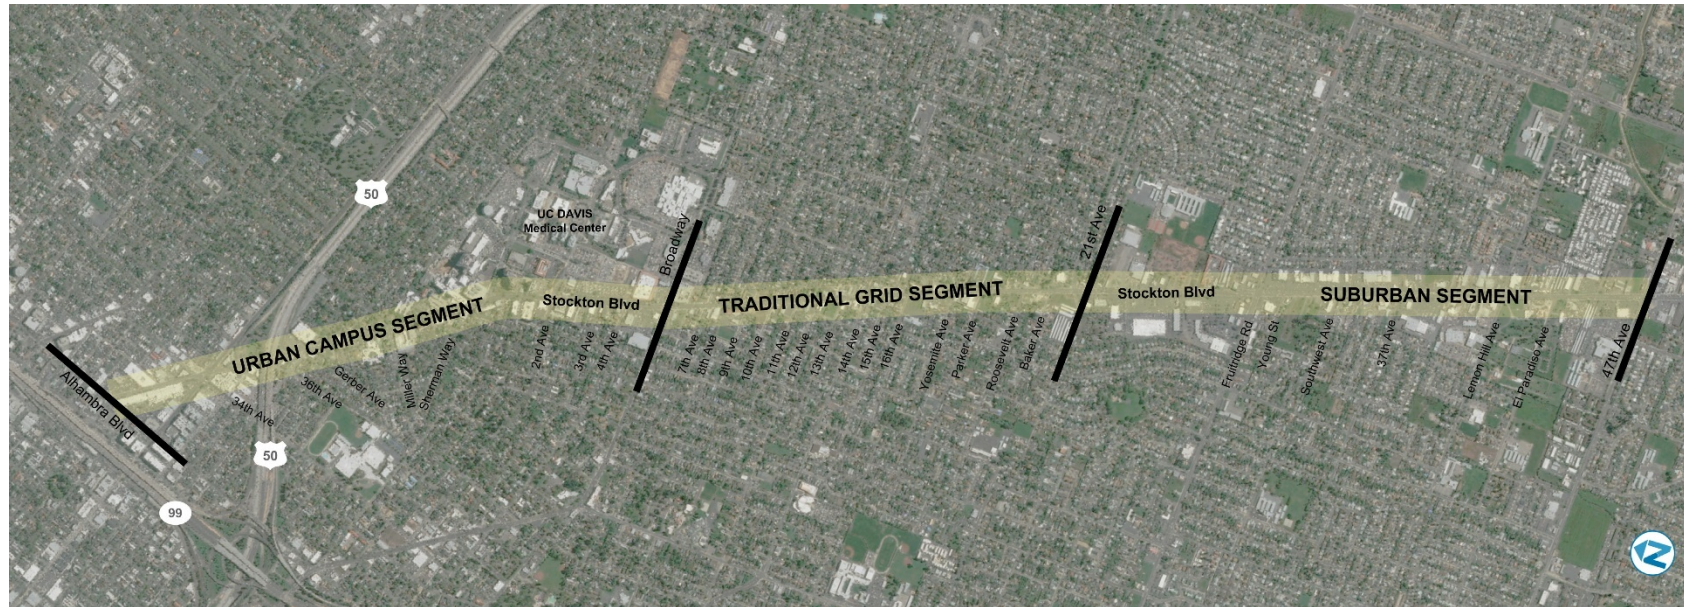 50
UC DAVIS
Medical Center
Broadway
21st Ave
Stockton Blvd
TRADITIONAL GRID SEGMENT
Stockton Blvd
SUBURBAN SEGMENT
URBAN CAMPUS SEGMENT
Alhambra Blvd
34th Ave
36th Ave
Gerber Ave
Miller Way
Sherman Way
2nd Ave
3rd Ave
4th Ave
7th Ave
8th Ave
9th Ave
10th Ave
11th Ave
12th Ave
13th Ave
14th Ave
15th Ave
16th Ave
Yosemite Ave
Parker Ave
Roosevelt Ave
Baker Ave
Fruitridge Rd
Young St
Southwest Ave
37th Ave
Lemon Hill Ave
El Paradiso Ave
47th Ave
50
99
Z